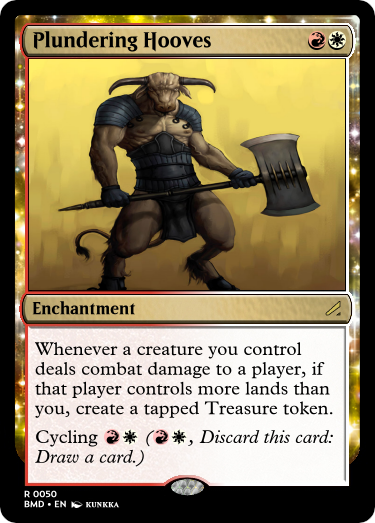 Plundering Hooves
Enchantment
Whenever a creature you control
deals combat damage to a player, if
that player controls more lands than
you, create a tapped Treasure token.
Cycling (, Discard this card:
Draw a card.)
R 0050
BMD • EN KUNKKA